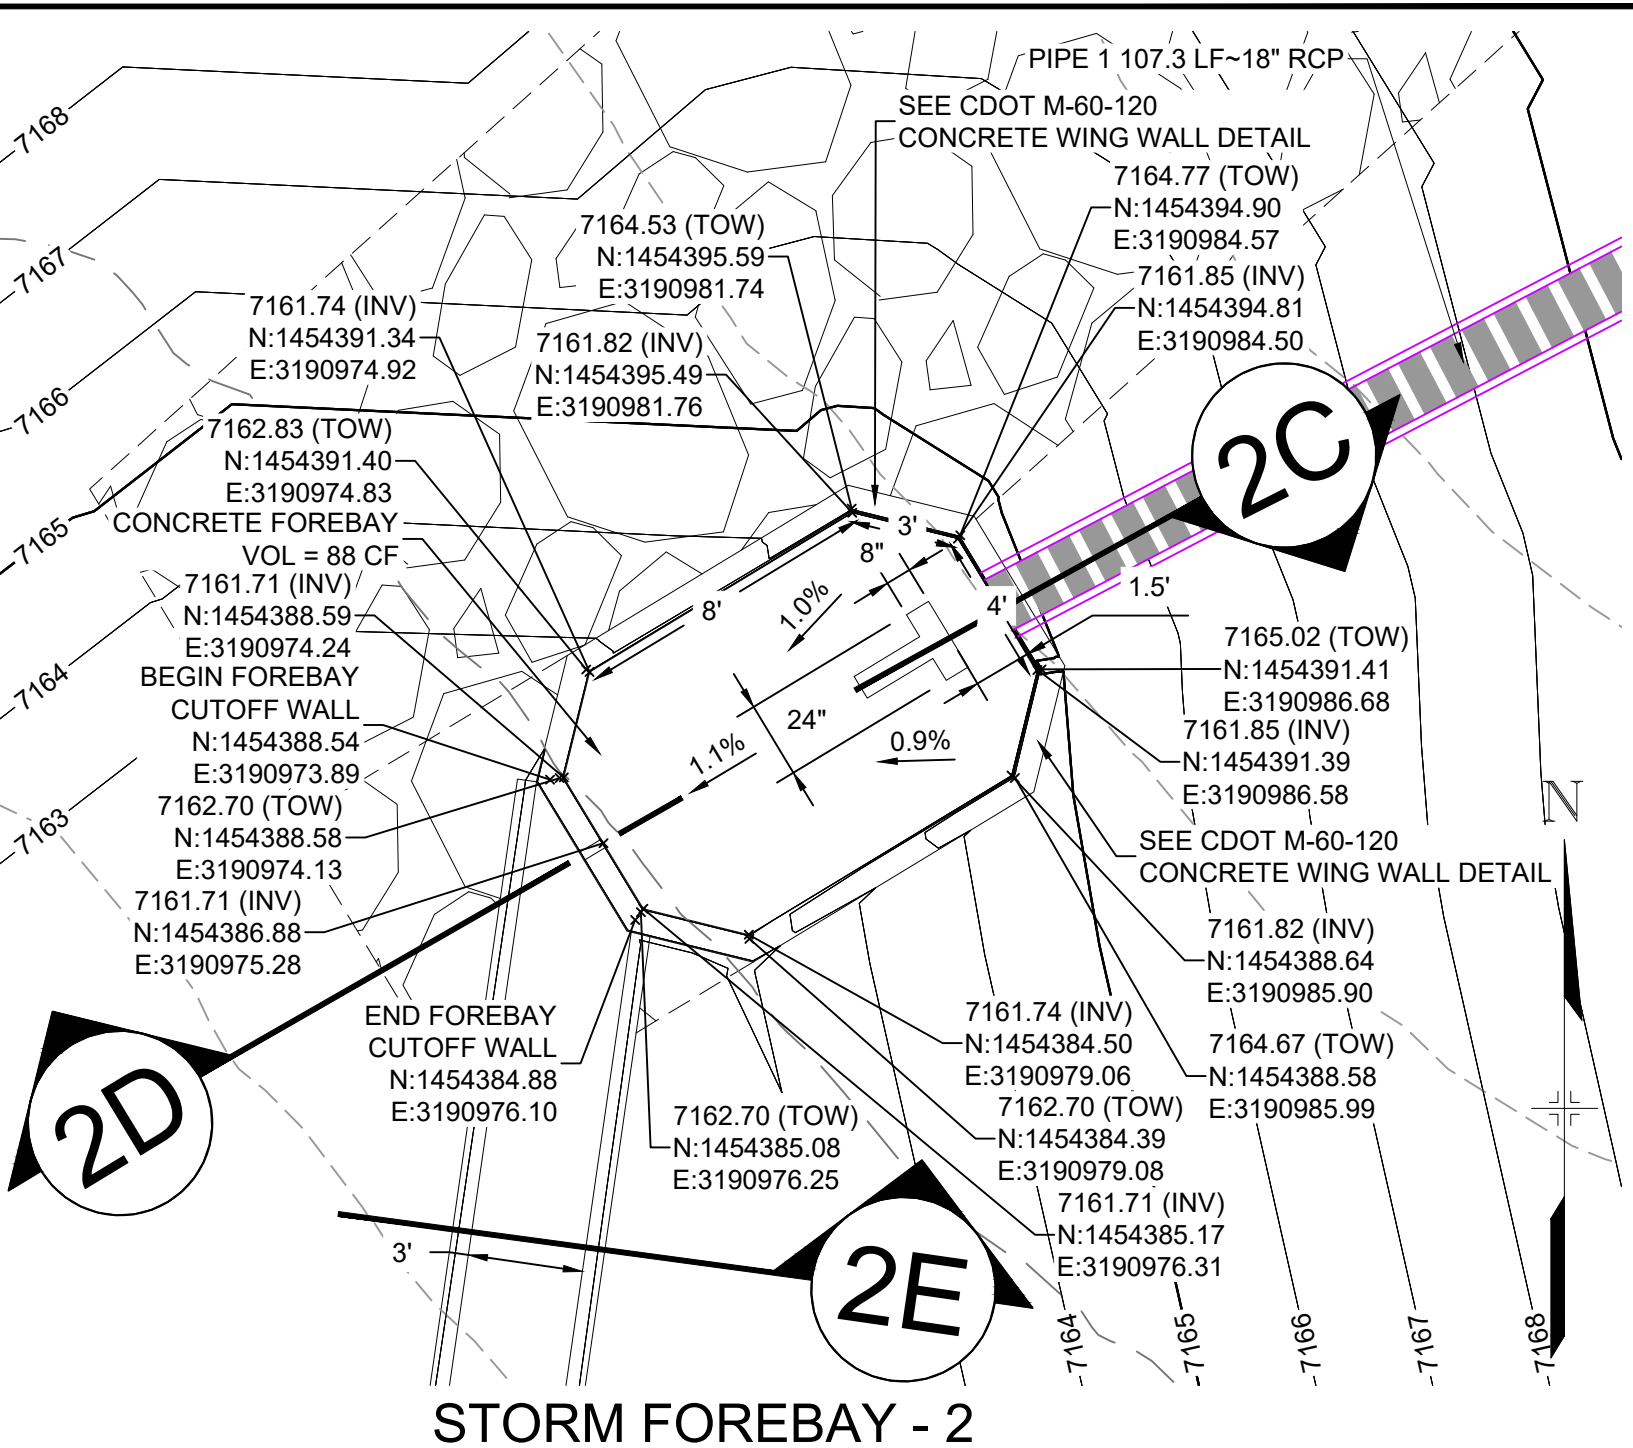 PIPE 1 107.3 LF~18" RCP
SEE CDOT M-60-120
CONCRETE WING WALL DETAIL
7164.77 (TOW)
N:1454394.90
E:3190984.57
7161.85 (INV)
N:1454394.81
E:3190984.50
7164.53 (TOW)
N:1454395.59
E:3190981.74
7161.82 (INV)
N:1454395.49
E:3190981.76
7161.74 (INV)
N:1454391.34
E:3190974.92
7162.83 (TOW)
N:1454391.40
E:3190974.83
CONCRETE FOREBAY
VOL = 88 CF
7161.71 (INV)
N:1454388.59
E:3190974.24
BEGIN FOREBAY
CUTOFF WALL
N:1454388.54
E:3190973.89
7162.70 (TOW)
N:1454388.58
E:3190974.13
7161.71 (INV)
N:1454386.88
E:3190975.28
END FOREBAY
CUTOFF WALL
N:1454384.88
E:3190976.10
7162.70 (TOW)
N:1454385.08
E:3190976.25
7161.74 (INV)
N:1454384.50
E:3190979.06
7162.70 (TOW)
N:1454384.39
E:3190979.08
7161.71 (INV)
N:1454385.17
E:3190976.31
7165.02 (TOW)
N:1454391.41
E:3190986.68
7161.85 (INV)
N:1454391.39
E:3190986.58
SEE CDOT M-60-120
CONCRETE WING WALL DETAIL
7161.82 (INV)
N:1454388.64
E:3190985.90
7164.67 (TOW)
N:1454388.58
E:3190985.99
7168
7167
7166
7165
7164
7163
3'
8"
8'
1.0%
4'
1.5'
24"
1.1%
0.9%
3'
2C
2D
2E
N
7164
7165
7166
7167
7168
STORM FOREBAY - 2